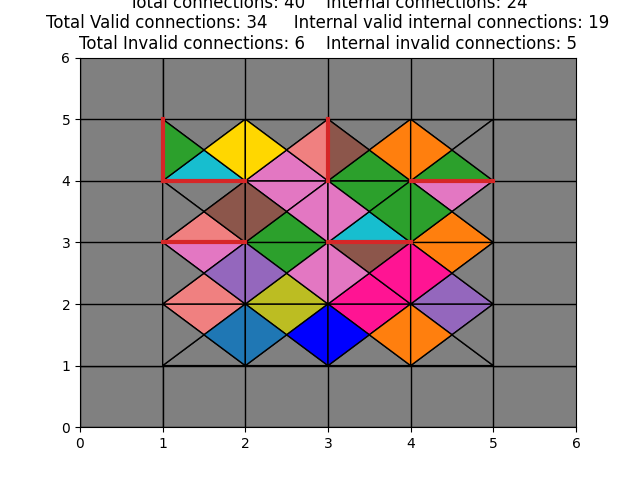 Total connections: 40    Internal connections: 24
Total Valid connections: 34     Internal valid internal connections: 19
Total Invalid connections: 6    Internal invalid connections: 5
6
5
4
3
2
1
0
0 1 2 3 4 5 6